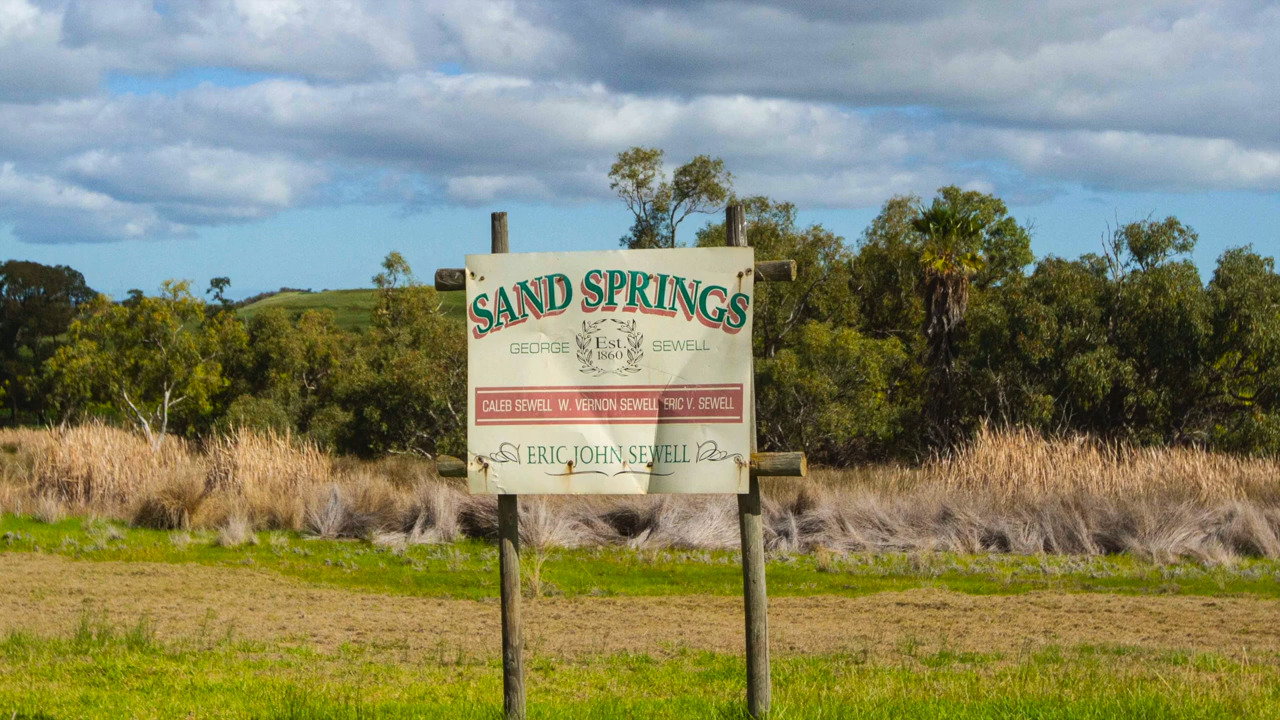 SAND SPRINGS
GEORGE Est. 1860 SEWELL
CALEB SEWELL W. VERNON SEWELL ERIC V. SEWELL
ERIC JOHN SEWELL